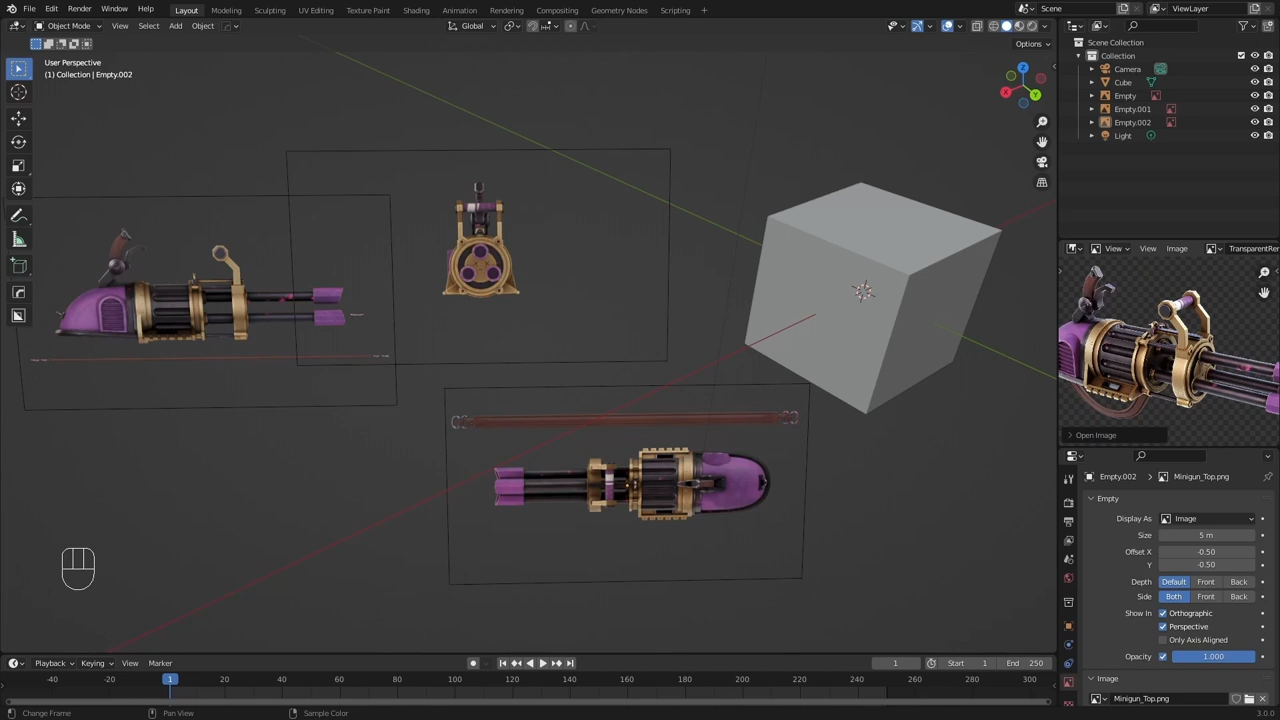 File Edit Render Window Help Layout Modeling Sculpting UV Editing Texture Paint Shading Animation Rendering Compositing Geometry Nodes Scripting + Scene ViewLayer
Object Mode View Select Add Object Global
Options
User Perspective
(1) Collection | Empty.002
Z
X
Y
Scene Collection
Collection
Camera
Cube
Empty
Empty.001
Empty.002
Light
View View Image TransparentRer
Open Image
Empty.002 Minigun_Top.png
Empty
Display As Image
Size 5 m
Offset X -0.50
Y -0.50
Depth Default Front Back
Side Both Front Back
Show In Orthographic
Perspective
Only Axis Aligned
Opacity 1.000
Image
Minigun_Top.png
Playback Keying View Marker 1 Start 1 End 250
-40 -20 1 20 40 60 80 100 120 140 160 180 200 220 240 260 280 300
Change Frame Pan View Sample Color 3.0.0